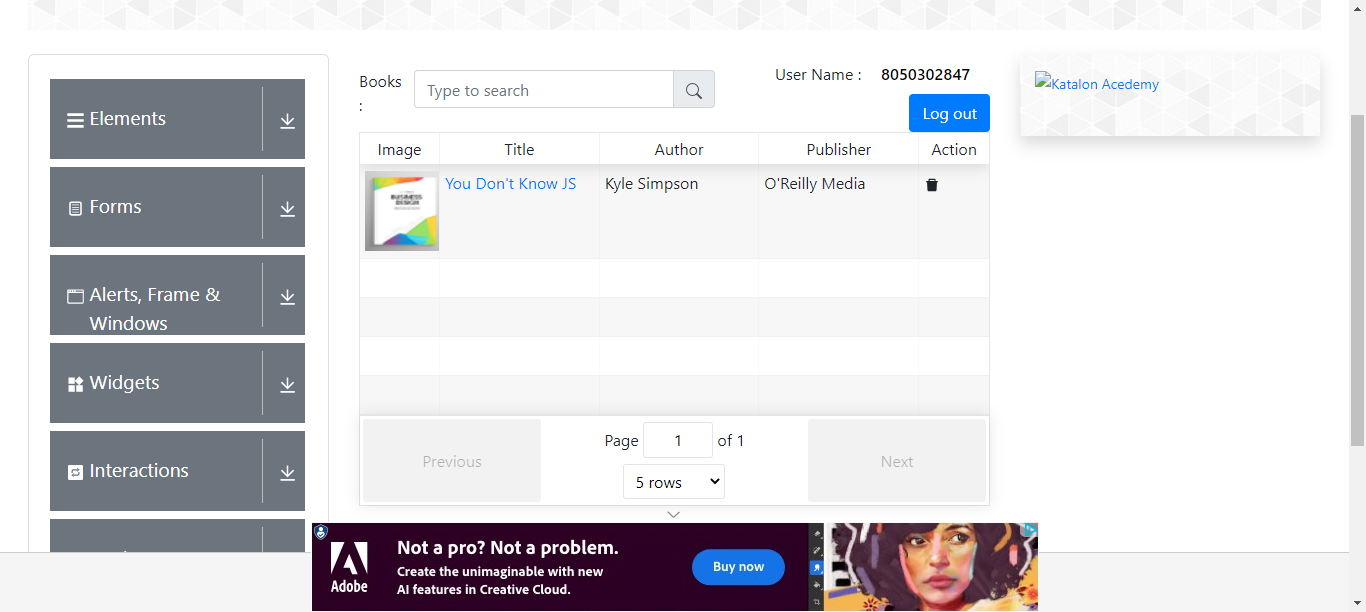 Elements
Forms
Alerts, Frame &
Windows
Widgets
Interactions
Books
:
Type to search
User Name : 8050302847
Log out
Image Title Author Publisher Action
BUSINESS
DESIGN
You Don't Know JS Kyle Simpson O'Reilly Media
Previous
Page 1 of 1
5 rows
Next
Katalon Acedemy
Adobe
Not a pro? Not a problem.
Create the unimaginable with new
AI features in Creative Cloud.
Buy now